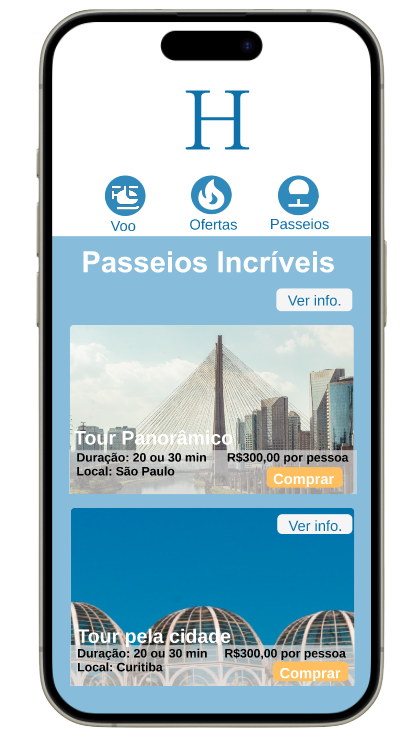 H
Voo
Ofertas
Passeios
Passeios Incríveis
Ver info.
Tour Panorâmico
Duração: 20 ou 30 min R$300,00 por pessoa
Local: São Paulo
Comprar
Ver info.
Tour pela cidade
Duração: 20 ou 30 min R$300,00 por pessoa
Local: Curitiba
Comprar